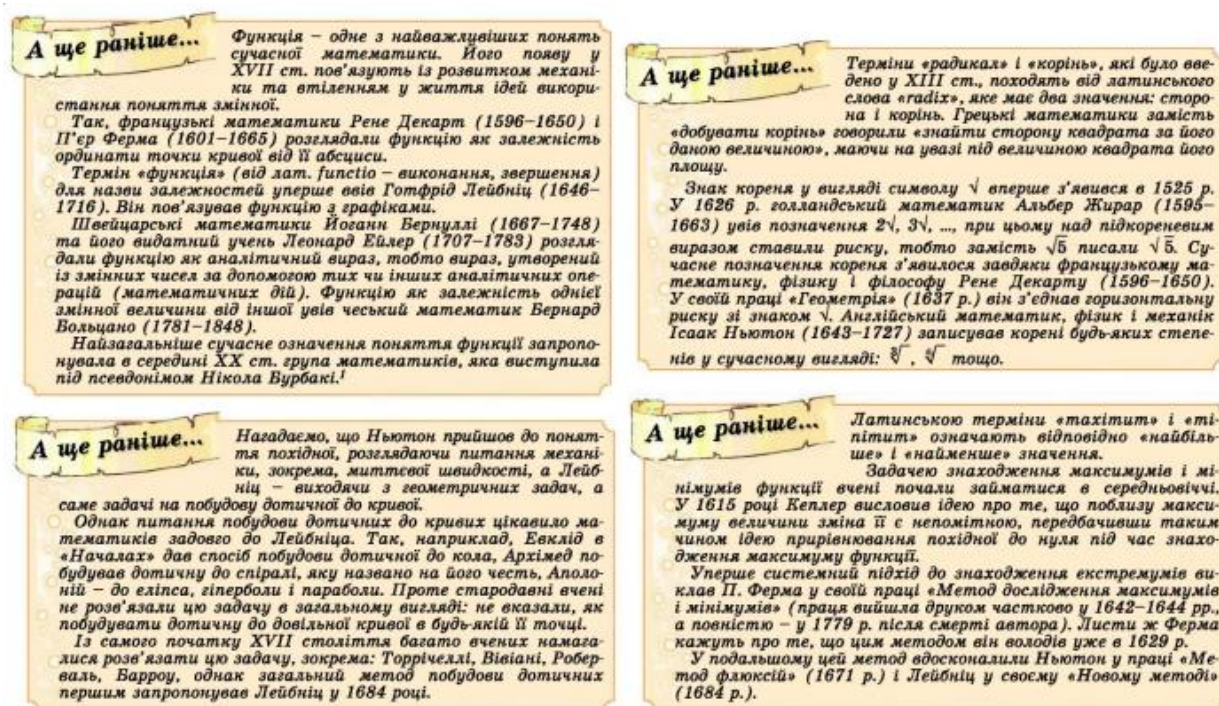 А ще раніше...
Функція – одне з найважливіших понять
сучасної математики. Його появу у
XVII ст. пов'язують із розвитком механі-
ки та втіленням у життя ідей викори-
стання поняття змінної.
Так, французькі математики Рене Декарт (1596–1650) і
П'єр Ферма (1601–1665) розглядали функцію як залежність
ординати точки кривої від її абсциси.
Термін «функція» (від лат. functio – виконання, звершення)
для назви залежностей уперше ввів Готфрід Лейбніц (1646–
1716). Він пов'язував функцію з графіками.
Швейцарські математики Йоганн Бернуллі (1667–1748)
та його видатний учень Леонард Ейлер (1707–1783) розгля-
дали функцію як аналітичний вираз, тобто вираз, утворений
із змінних чисел за допомогою тих чи інших аналітичних опе-
рацій (математичних дій). Функцію як залежність однієї
змінної величини від іншої увів чеський математик Бернард
Больцано (1781–1848).
Найзагальніше сучасне означення поняття функції запропо-
нувала в середині XX ст. група математиків, яка виступила
під псевдонімом Нікола Бурбакі.¹
А ще раніше...
Терміни «радикал» і «корінь», які було вве-
дено у XIII ст., походять від латинського
слова «radix», яке має два значення: сторо-
на і корінь. Грецькі математики замість
«добувати корінь» говорили «знайти сторону квадрата за його
даною величиною», маючи на увазі під величиною квадрата його
площу.
Знак кореня у вигляді символу √ вперше з'явився в 1525 р.
У 1626 р. голландський математик Альбер Жирар (1595–
1663) увів позначення 2√, 3√, ..., при цьому над підкореневим
виразом ставили риску, тобто замість √5 писали √ 5̅. Су-
часне позначення кореня з'явилося завдяки французькому ма-
тематику, фізику і філософу Рене Декарту (1596–1650).
У своїй праці «Геометрія» (1637 р.) він з'єднав горизонтальну
риску зі знаком √. Англійський математик, фізик і механік
Ісаак Ньютон (1643–1727) записував корені будь-яких степе-
нів у сучасному вигляді: √, √ тощо.
А ще раніше...
Нагадаємо, що Ньютон прийшов до понят-
тя похідної, розглядаючи питання механі-
ки, зокрема, миттєвої швидкості, а Лейб-
ніц – виходячи з геометричних задач, а
саме задачі на побудову дотичної до кривої.
Однак питання побудови дотичних до кривих цікавило ма-
тематиків задовго до Лейбніца. Так, наприклад, Евклід в
«Началах» дав спосіб побудови дотичної до кола, Архімед по-
будував дотичну до спіралі, яку названо на його честь, Аполо-
ній – до еліпса, гіперболи і параболи. Проте стародавні вчені
не розв'язали цю задачу в загальному вигляді: не вказали, як
побудувати дотичну до довільної кривої в будь-якій її точці.
Із самого початку XVII століття багато вчених намага-
лися розв'язати цю задачу, зокрема: Торрічеллі, Вівіані, Робер-
валь, Барроу, однак загальний метод побудови дотичних
першим запропонував Лейбніц у 1684 році.
А ще раніше...
Латинською терміни «maximum» і «mi-
nimum» означають відповідно «найбіль-
ше» і «найменше» значення.
Задачею знаходження максимумів і мі-
німумів функції вчені почали займатися в середньовіччі.
У 1615 році Кеплер висловив ідею про те, що поблизу макси-
муму величини зміна її є непомітною, передбачивши таким
чином ідею прирівнювання похідної до нуля під час знахо-
дження максимуму функції.
Уперше системний підхід до знаходження екстремумів ви-
клав П. Ферма у своїй праці «Метод дослідження максимумів
і мінімумів» (праця вийшла друком частково у 1642–1644 рр.,
а повністю – у 1779 р. після смерті автора). Листи ж Ферма
кажуть про те, що цим методом він володів уже в 1629 р.
У подальшому цей метод вдосконалили Ньютон у праці «Ме-
тод флюксій» (1671 р.) і Лейбніц у своєму «Новому методі»
(1684 р.).